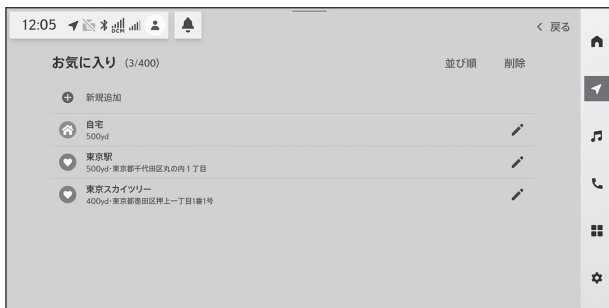 12:05
DCM
戻る
お気に入り (3/400)
並び順 削除
新規追加
自宅
500yd
東京駅
500yd･東京都千代田区丸の内１丁目
東京スカイツリー
400yd･東京都墨田区押上一丁目1番1号